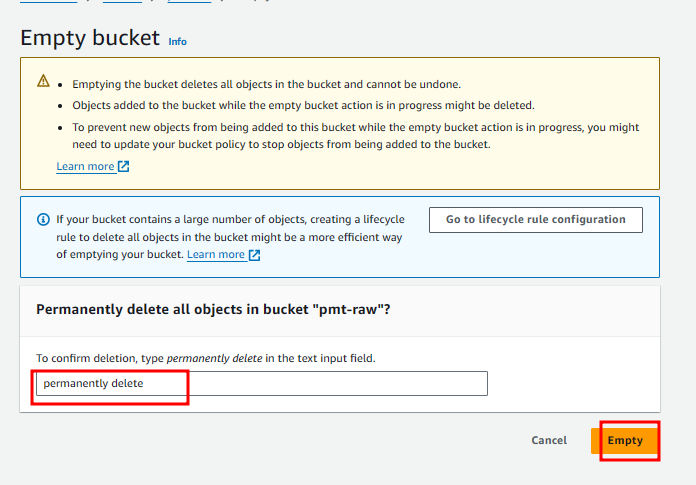 Empty bucket Info
• Emptying the bucket deletes all objects in the bucket and cannot be undone.
• Objects added to the bucket while the empty bucket action is in progress might be deleted.
• To prevent new objects from being added to this bucket while the empty bucket action is in progress, you might
need to update your bucket policy to stop objects from being added to the bucket.
Learn more
If your bucket contains a large number of objects, creating a lifecycle
rule to delete all objects in the bucket might be a more efficient way
of emptying your bucket. Learn more
Go to lifecycle rule configuration
Permanently delete all objects in bucket "pmt-raw"?
To confirm deletion, type permanently delete in the text input field.
permanently delete
Cancel
Empty